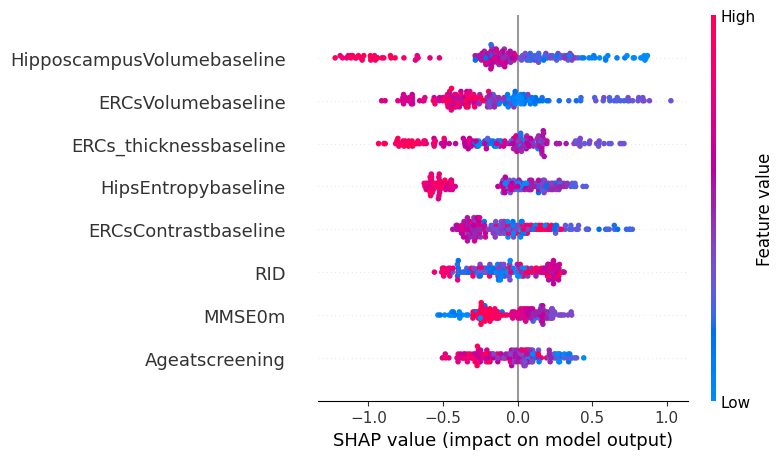 High
HipposcampusVolumebaseline
ERCsVolumebaseline
ERCs_thicknessbaseline
HipsEntropybaseline
ERCsContrastbaseline
RID
MMSE0m
Ageatscreening
Feature value
Low
−1.0 −0.5 0.0 0.5 1.0
SHAP value (impact on model output)